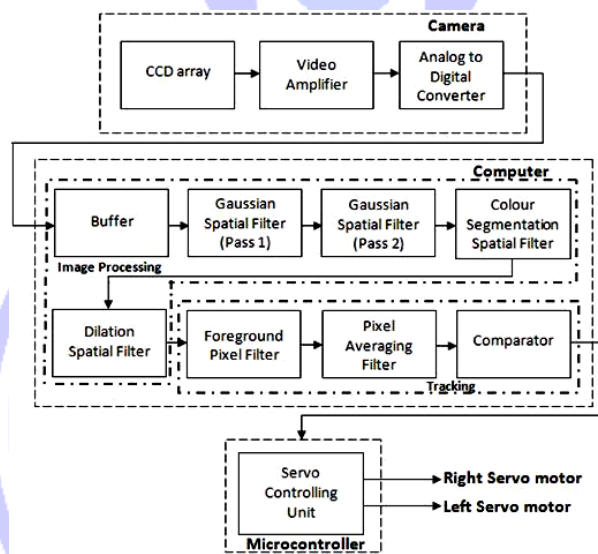 Camera
CCD array
Video
Amplifier
Analog to
Digital
Converter
Computer
Buffer
Gaussian
Spatial Filter
(Pass 1)
Gaussian
Spatial Filter
(Pass 2)
Colour
Segmentation
Spatial Filter
Image Processing
Dilation
Spatial Filter
Foreground
Pixel Filter
Pixel
Averaging
Filter
Comparator
Tracking
Servo
Controlling
Unit
Right Servo motor
Left Servo motor
Microcontroller